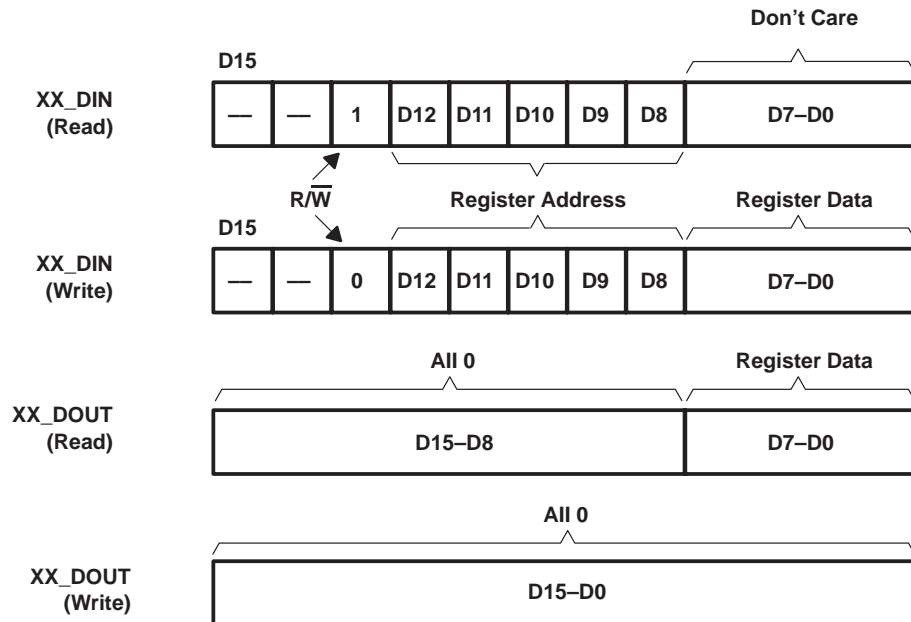 Don't Care
D15
XX_DIN
(Read)
— — 1 D12 D11 D10 D9 D8 D7–D0
R/W̅
Register Address Register Data
D15
XX_DIN
(Write)
— — 0 D12 D11 D10 D9 D8 D7–D0
All 0 Register Data
XX_DOUT
(Read)
D15–D8 D7–D0
All 0
XX_DOUT
(Write)
D15–D0